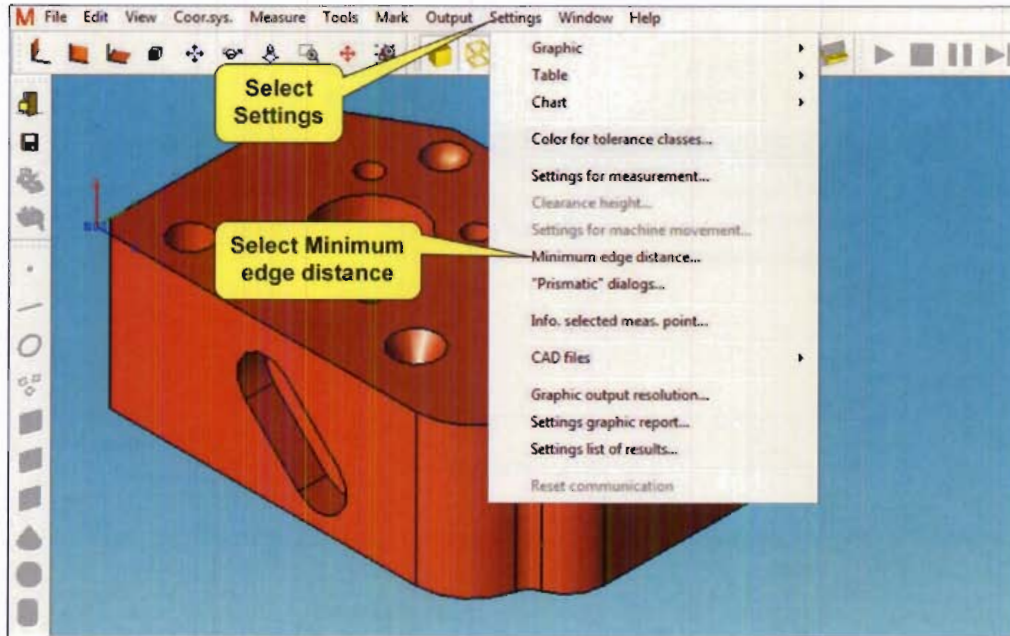 M File Edit View Coor.sys. Measure Tools Mark Output Settings Window Help
Select
Settings
Graphic
Table
Chart
Color for tolerance classes...
Settings for measurement...
Clearance height...
Settings for machine movement...
Select Minimum
edge distance
Minimum edge distance...
"Prismatic" dialogs...
Info. selected meas. point...
CAD files
Graphic output resolution...
Settings graphic report...
Settings list of results...
Reset communication